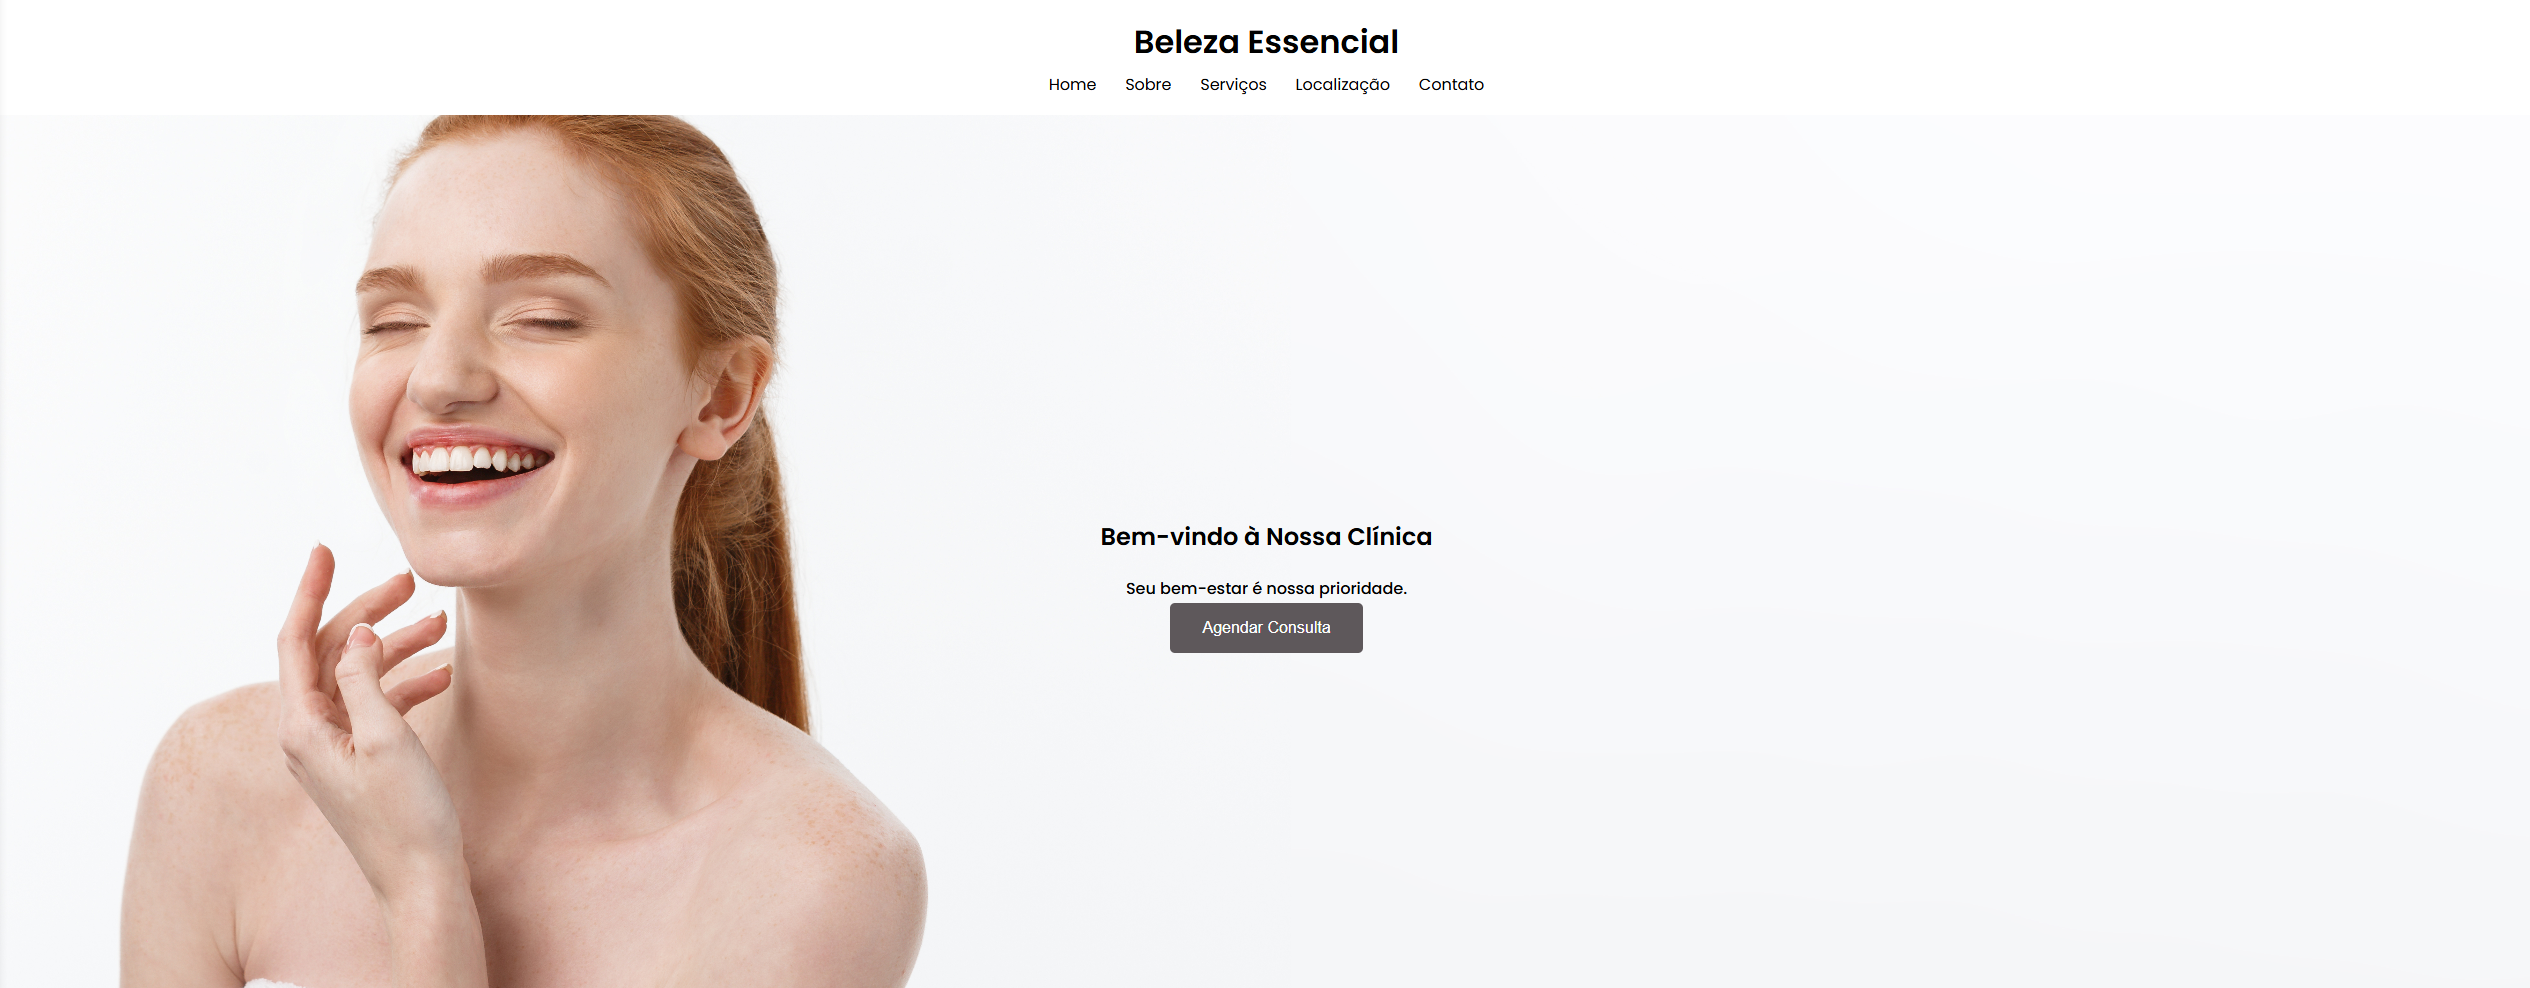 Beleza Essencial
Home Sobre Serviços Localização Contato
Bem-vindo à Nossa Clínica
Seu bem-estar é nossa prioridade.
Agendar Consulta